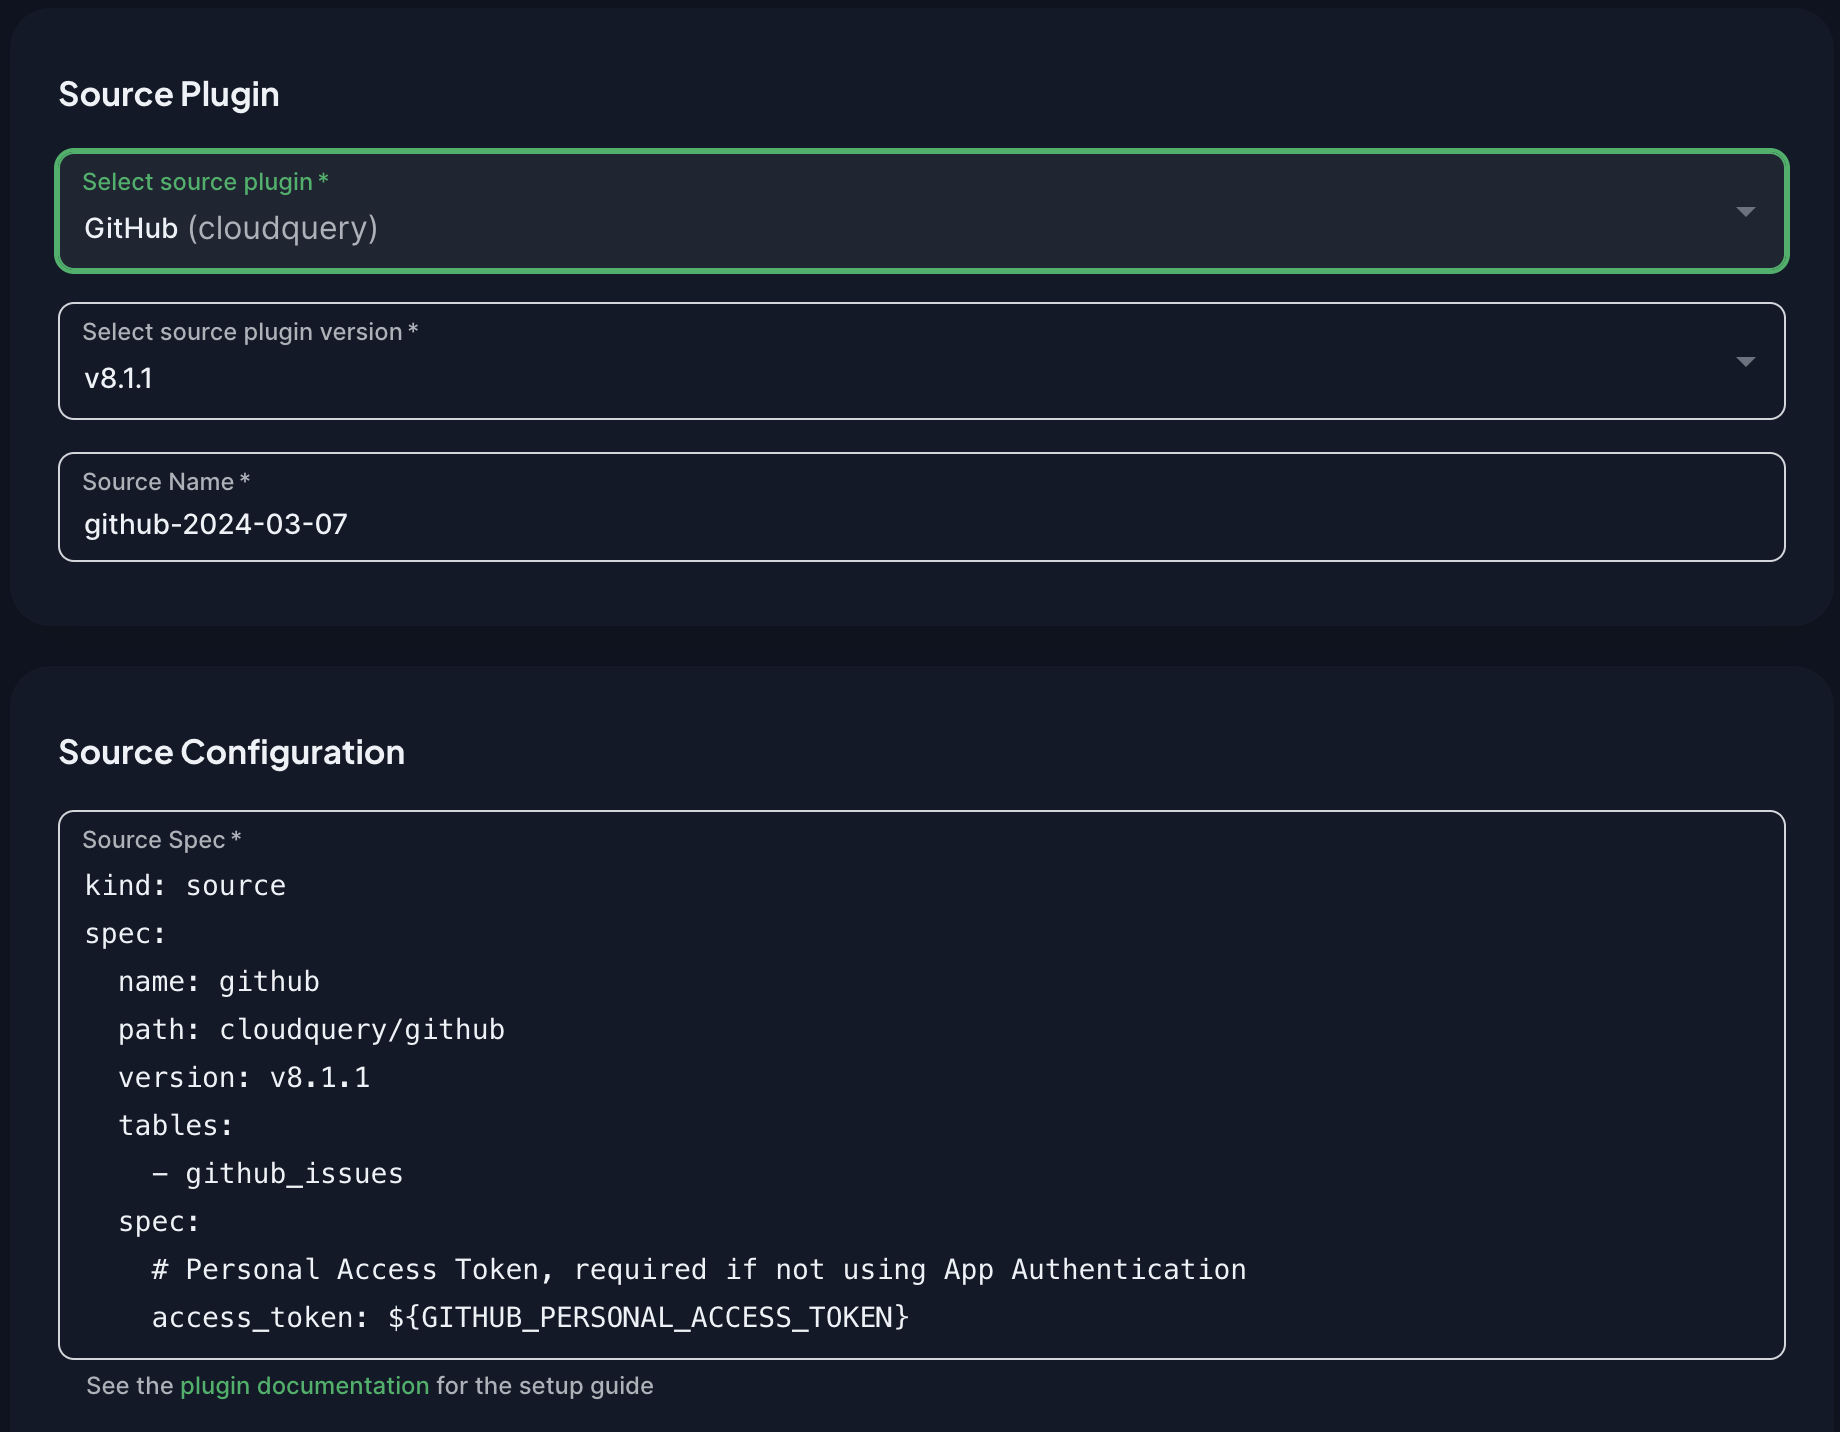 Source Plugin
Select source plugin *
GitHub (cloudquery)
Select source plugin version *
v8.1.1
Source Name *
github-2024-03-07
Source Configuration
Source Spec *
kind: source
spec:
  name: github
  path: cloudquery/github
  version: v8.1.1
  tables:
    - github_issues
  spec:
    # Personal Access Token, required if not using App Authentication
    access_token: ${GITHUB_PERSONAL_ACCESS_TOKEN}
See the plugin documentation for the setup guide